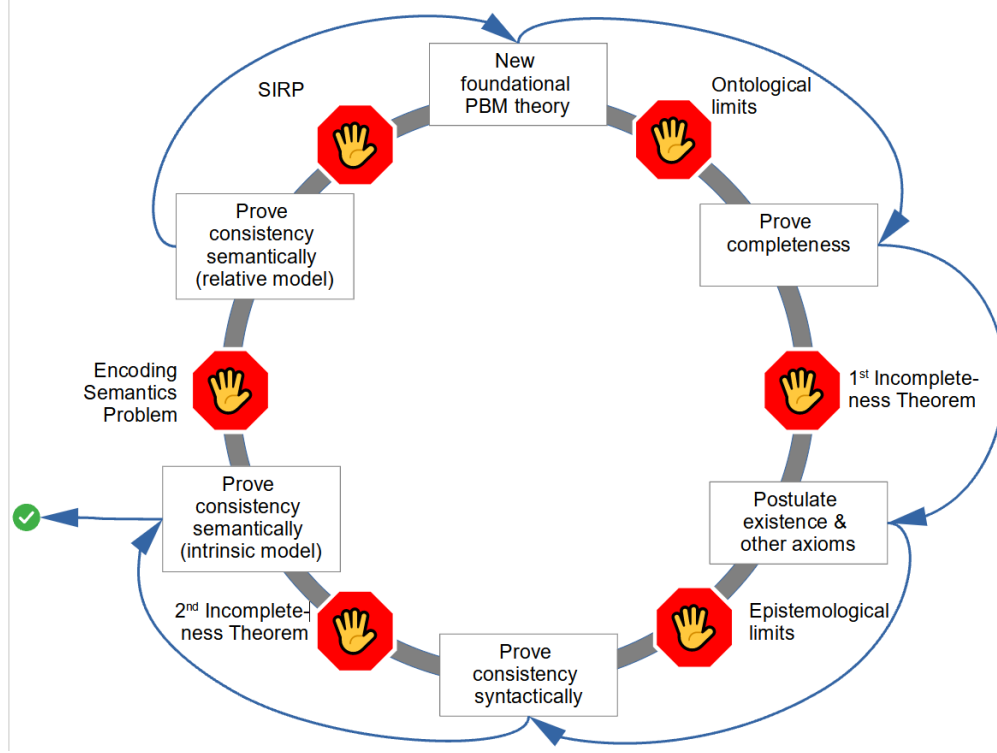 New
foundational
PBM theory
SIRP
Ontological
limits
Prove
completeness
1st Incomplete-
ness Theorem
Postulate
existence &
other axioms
Epistemological
limits
Prove
consistency
syntactically
2nd Incomplete-
ness Theorem
Prove
consistency
semantically
(intrinsic model)
Encoding
Semantics
Problem
Prove
consistency
semantically
(relative model)